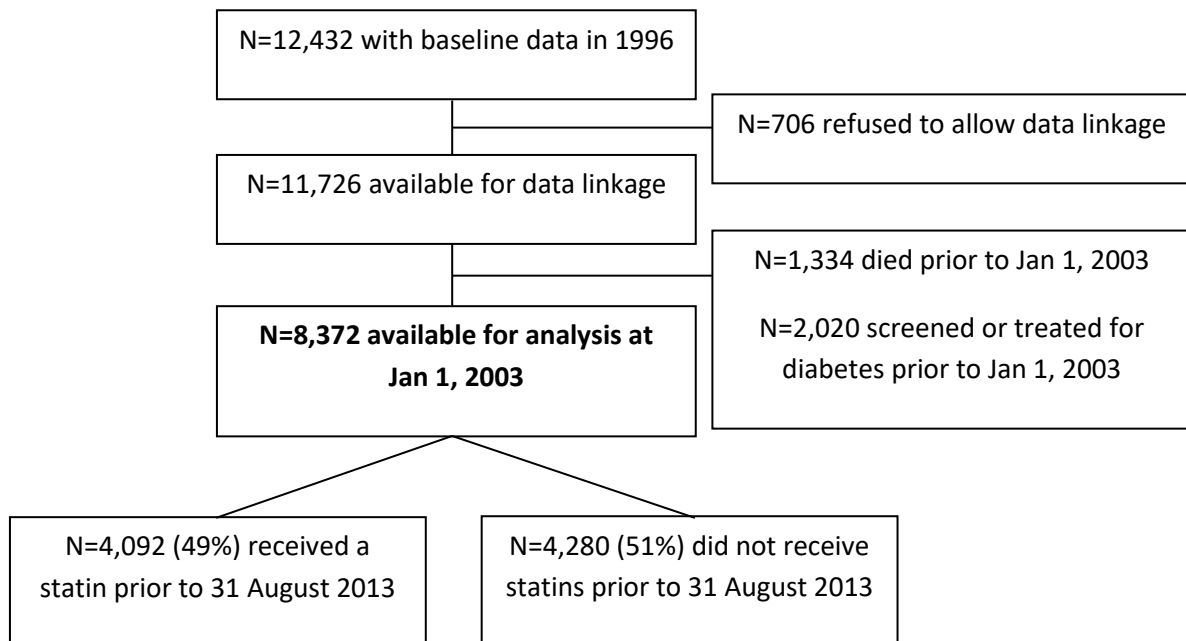 N=12,432 with baseline data in 1996
N=706 refused to allow data linkage
N=11,726 available for data linkage
N=1,334 died prior to Jan 1, 2003
N=2,020 screened or treated for
diabetes prior to Jan 1, 2003
N=8,372 available for analysis at
Jan 1, 2003
N=4,092 (49%) received a
statin prior to 31 August 2013
N=4,280 (51%) did not receive
statins prior to 31 August 2013